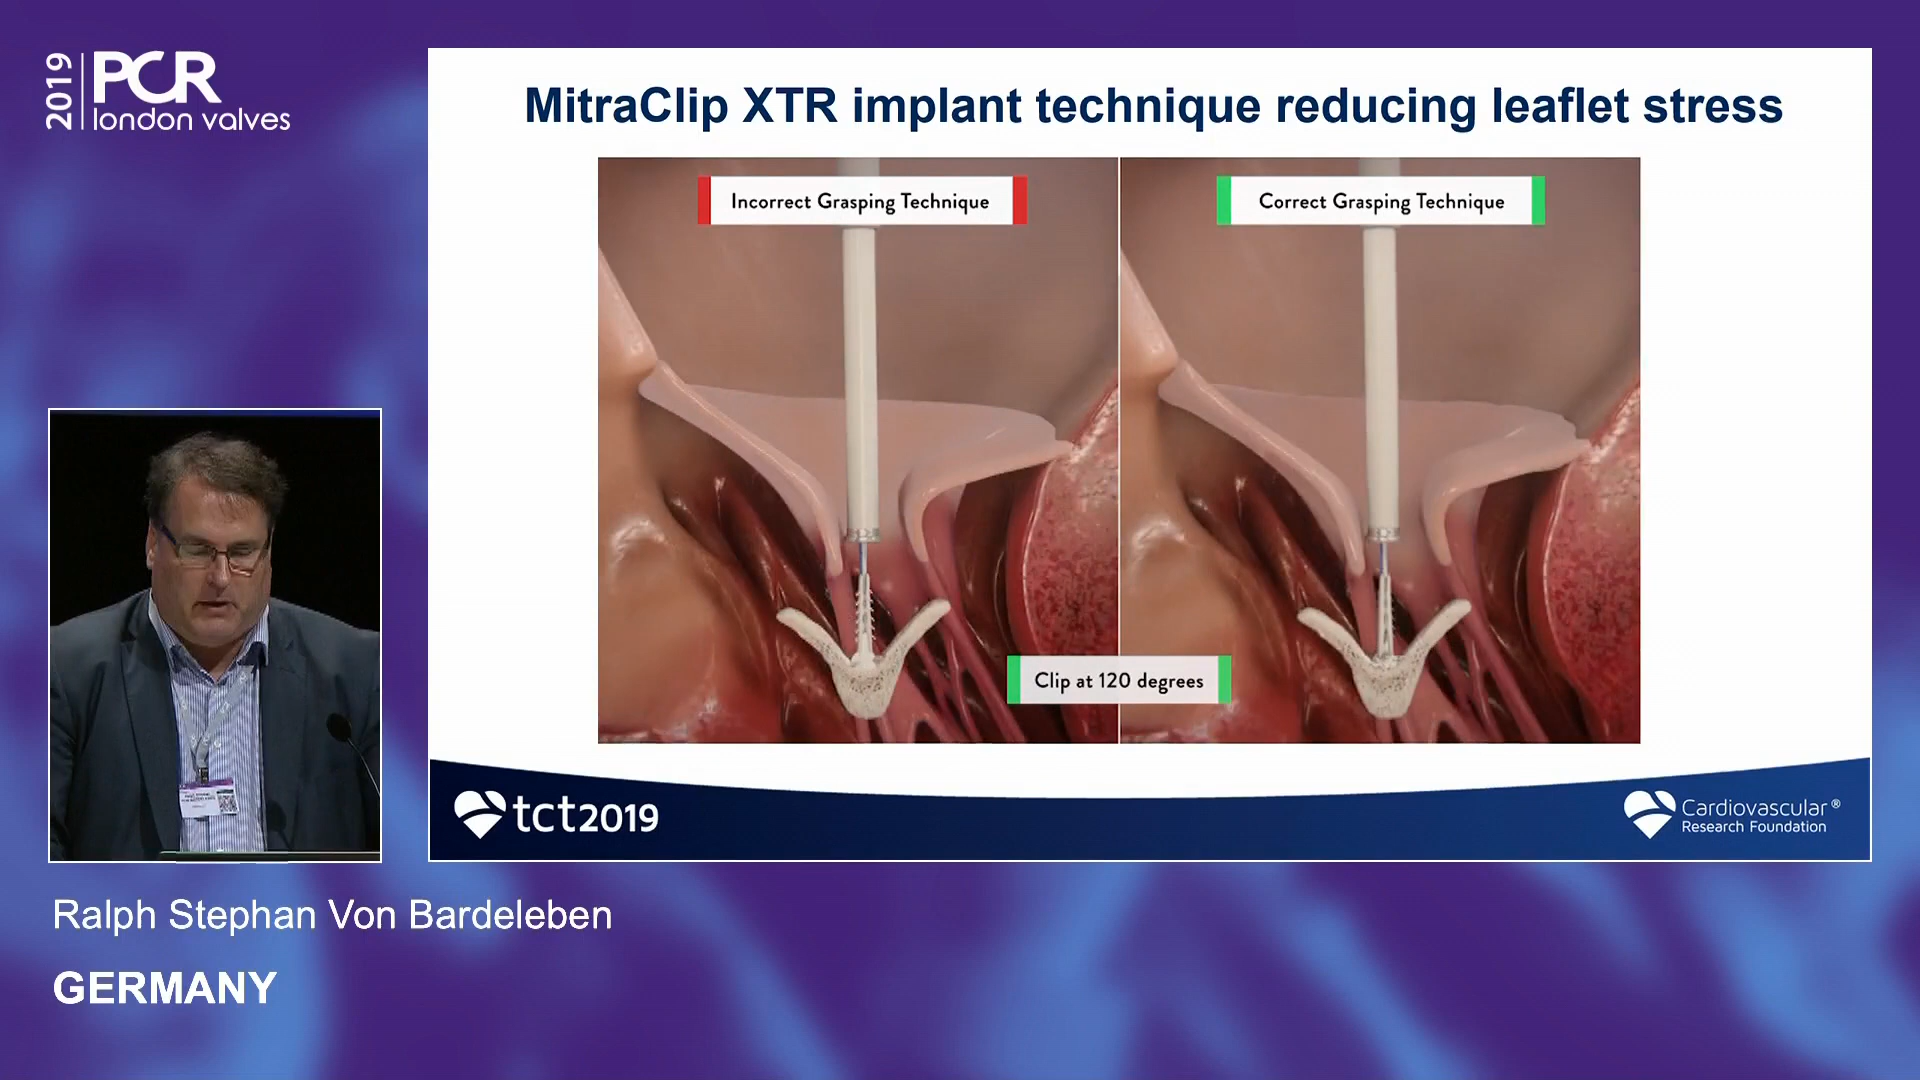 2019
PCR
london valves
MitraClip XTR implant technique reducing leaflet stress
Incorrect Grasping Technique
Correct Grasping Technique
Clip at 120 degrees
tct2019
Cardiovascular®
Research Foundation
Ralph Stephan Von Bardeleben
GERMANY